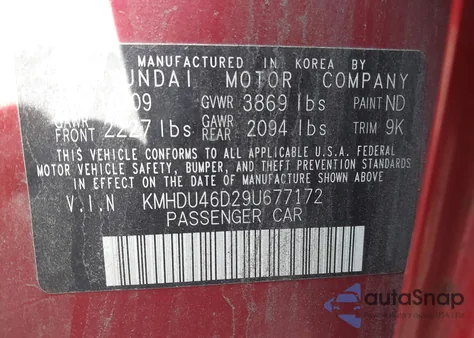 MANUFACTURED IN KOREA BY
UNDAI MOTOR COMPANY
09 GVWR 3869 lbs PAINT ND
GAWR FRONT 2227 lbs GAWR REAR 2094 lbs TRIM 9K
THIS VEHICLE CONFORMS TO ALL APPLICABLE FEDERAL
MOTOR VEHICLE SAFETY, BUMPER, AND THEFT PREVENTION STANDARDS
IN EFFECT ON THE DATE OF MANUFACTURE SHOWN ABOVE.
V.I.N KMHDU46D29U677172
PASSENGER CAR
autoSnap